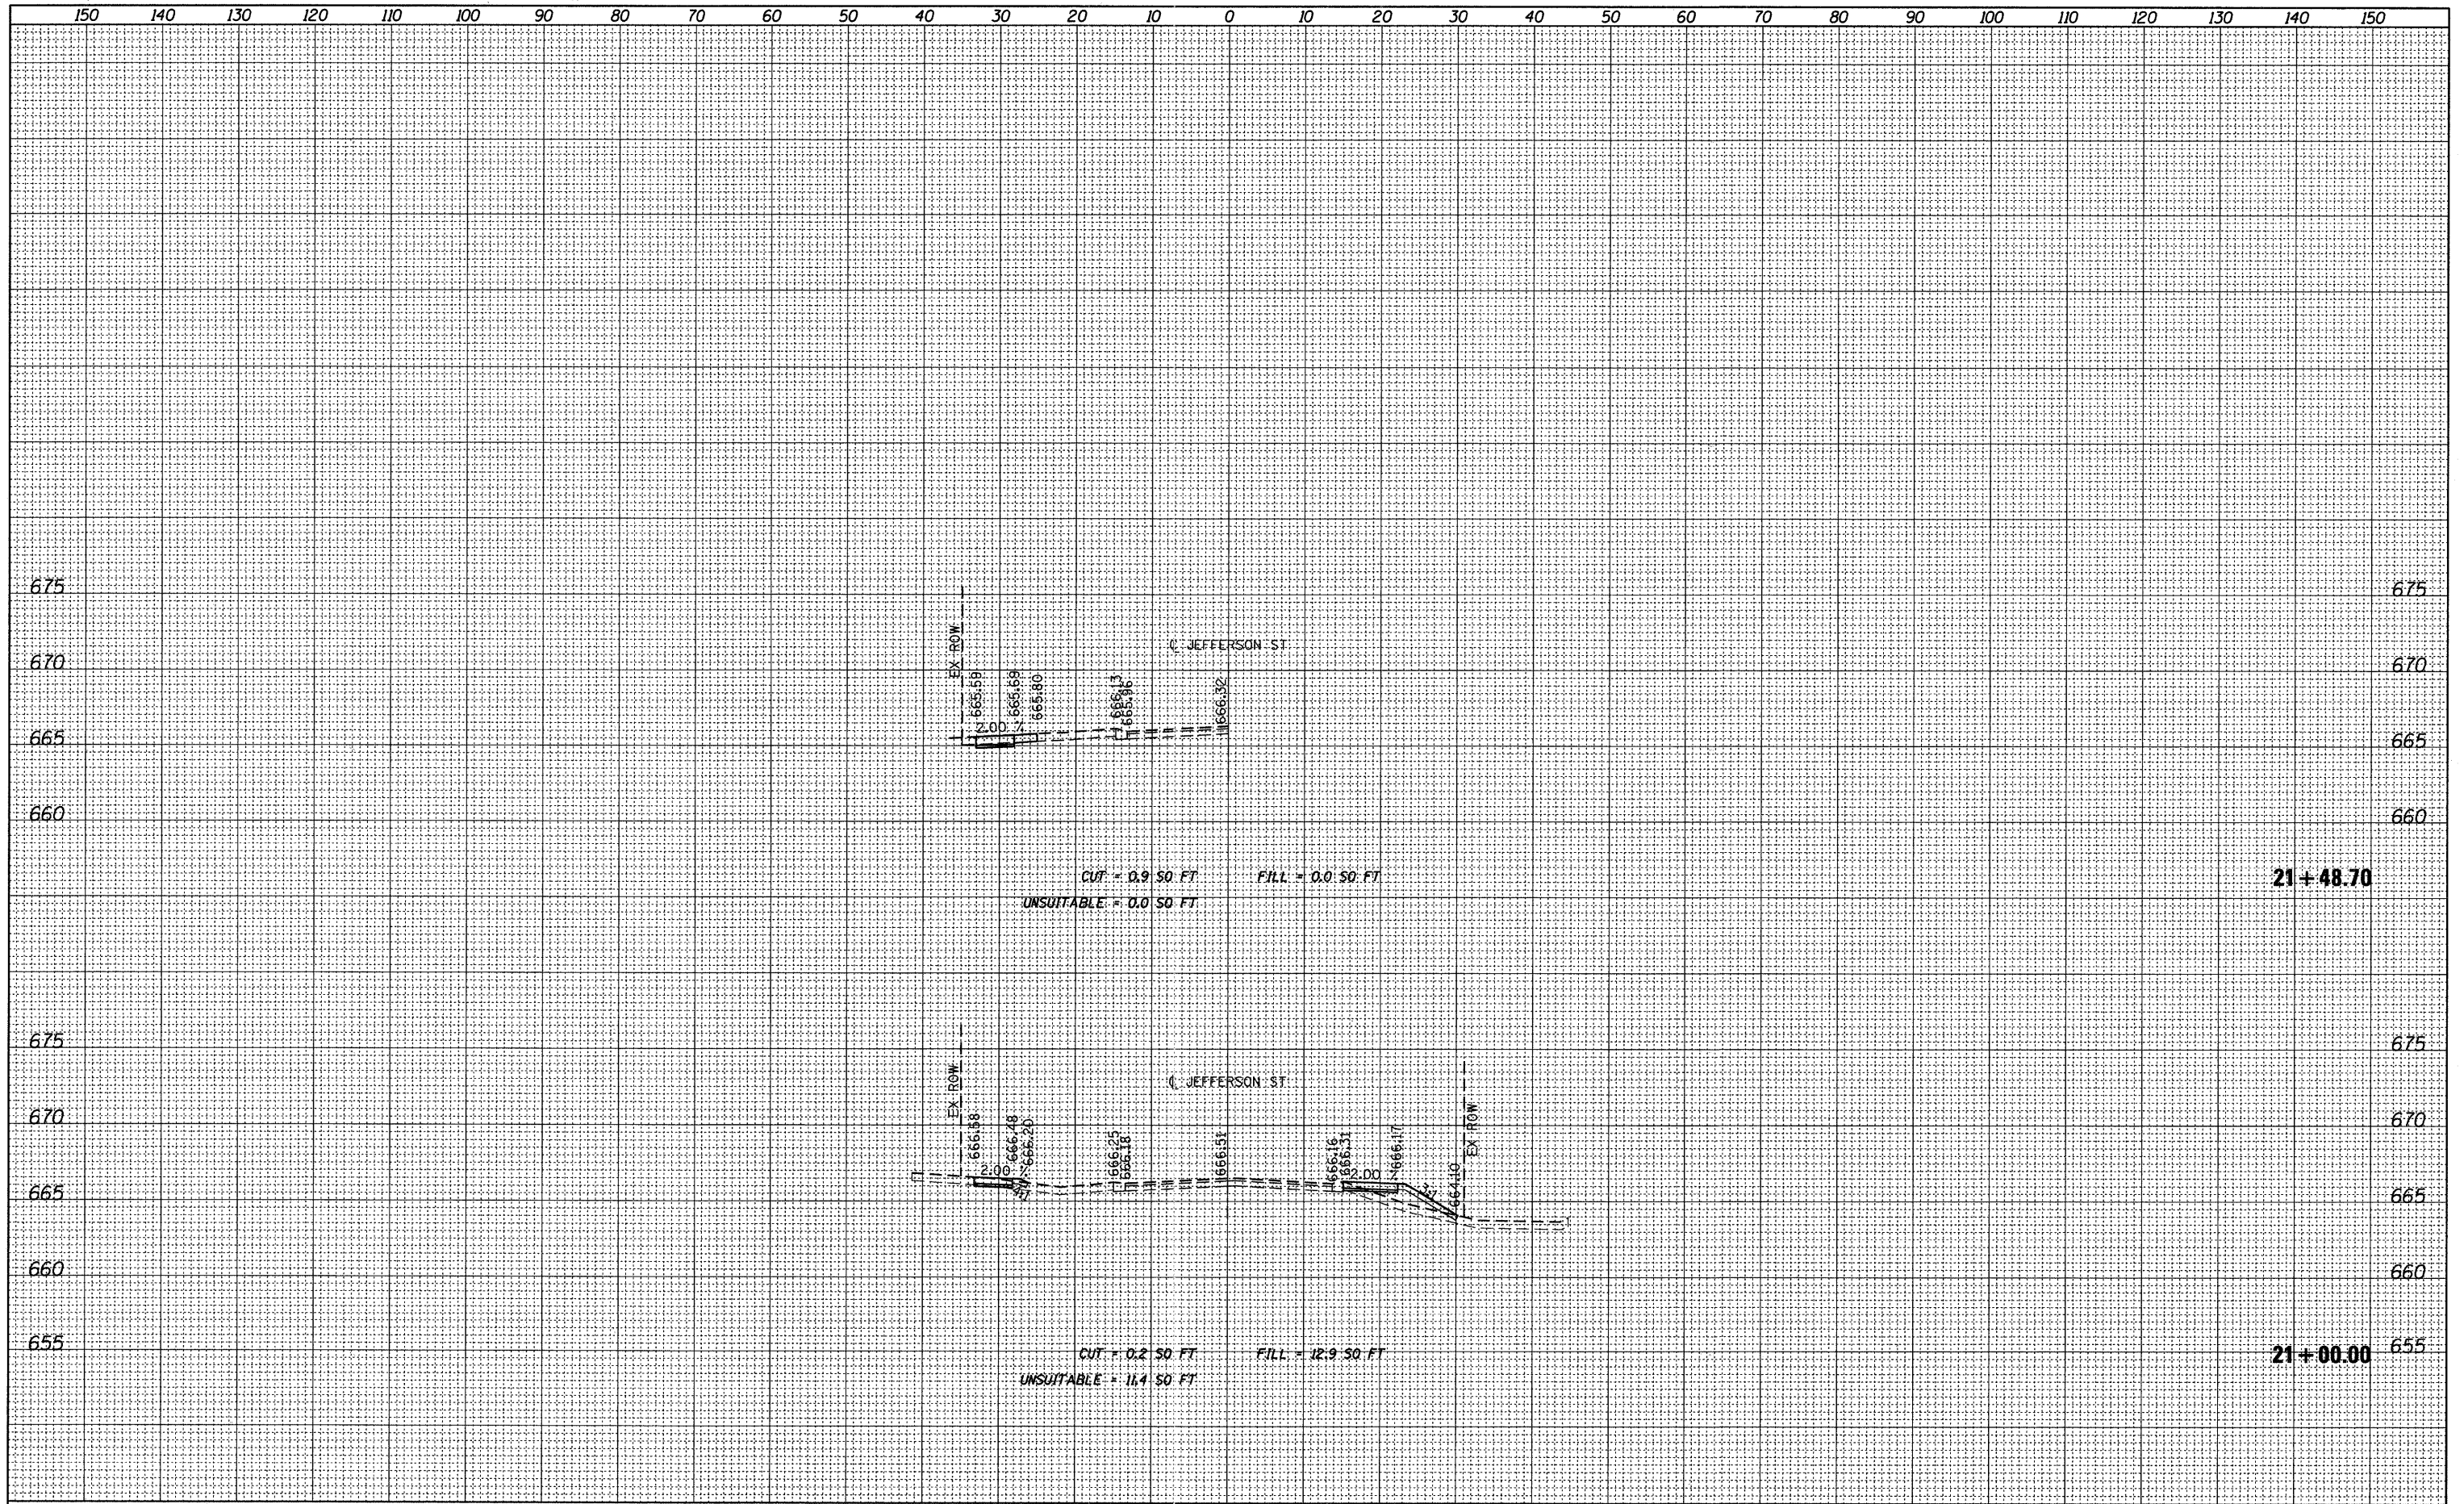 150 140 130 120 110 100 90 80 70 60 50 40 30 20 10 0 10 20 30 40 50 60 70 80 90 100 110 120 130 140 150
675 675
EX ROW
℄ JEFFERSON ST
670 670
665.59 665.69 665.80 666.13 665.96 666.32
2.00 %
665 665
660 660
CUT = 0.9 SQ FT FILL = 0.0 SQ FT 21+48.70
UNSUITABLE = 0.0 SQ FT
675 675
EX ROW
℄ JEFFERSON ST
670 670
EX ROW
666.58 666.48 666.20 666.25 666.18 666.51 666.16 666.31 666.17 664.10
2.00 % 2.00 %
4:1 3:1
665 665
660 660
655 655
CUT = 0.2 SQ FT FILL = 12.9 SQ FT 21+00.00
UNSUITABLE = 11.4 SQ FT